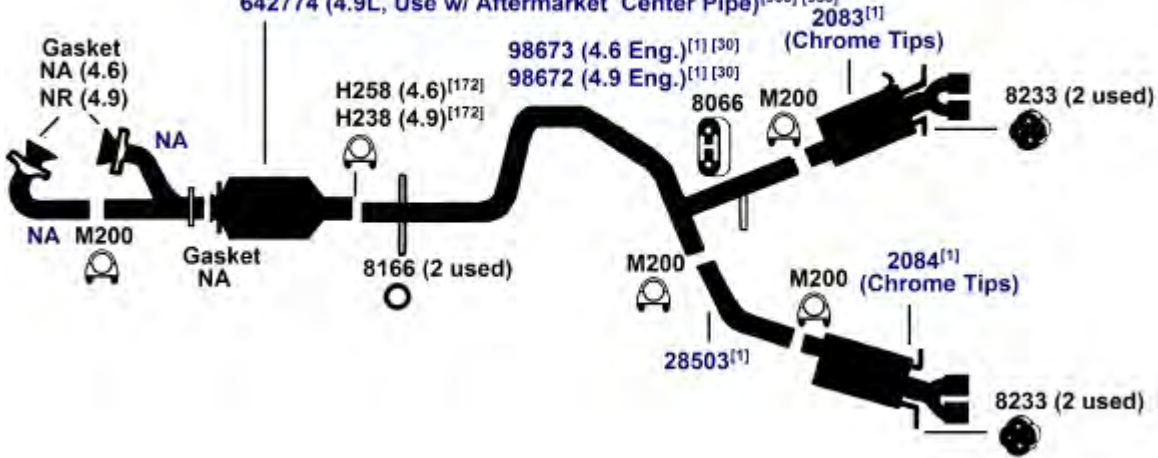 642774 (4.9L, Use w/ Aftermarket Center Pipe)
2083[1]
(Chrome Tips)
Gasket
NA (4.6)
NR (4.9)
98673 (4.6 Eng.)[1] [30]
98672 (4.9 Eng.)[1] [30]
H258 (4.6)[172]
H238 (4.9)[172]
8066
M200
8233 (2 used)
NA
NA
M200
Gasket
NA
8166 (2 used)
M200
M200
2084[1]
(Chrome Tips)
28503[1]
8233 (2 used)